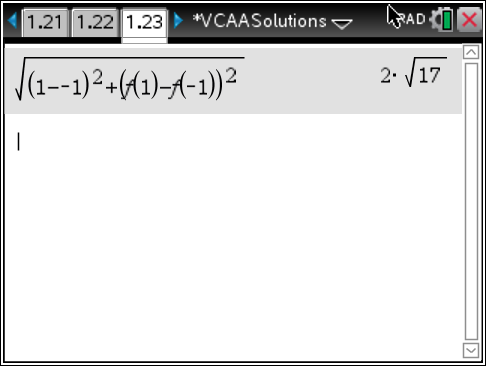 1.21 1.22 1.23 *VCAASolutions RAD
√((1−-1)²+(f(1)−f(-1))²) 2·√17